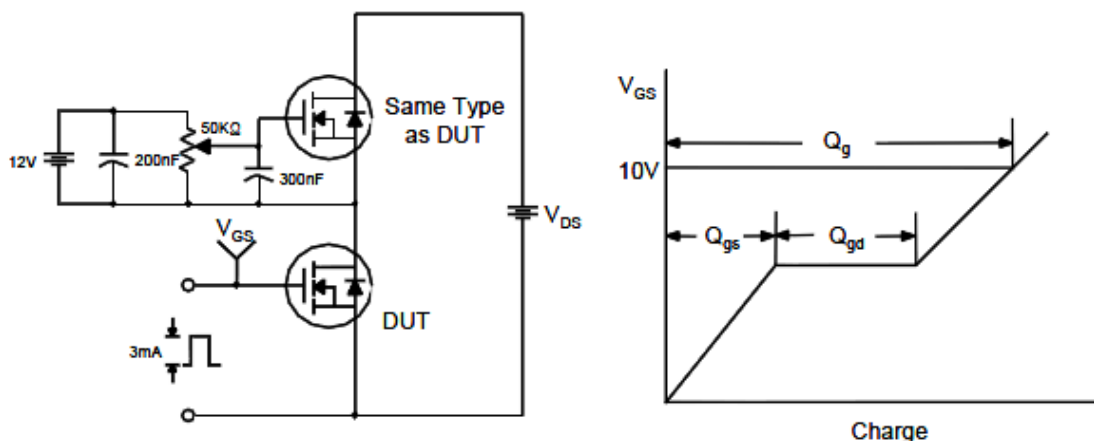 Same Type
as DUT
50KΩ
12V
200nF
300nF
V_GS
V_DS
DUT
3mA
V_GS
Q_g
10V
Q_gs
Q_gd
Charge